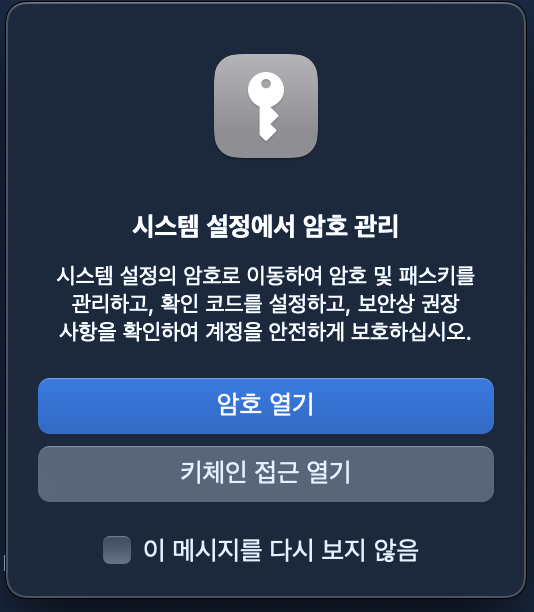 시스템 설정에서 암호 관리
시스템 설정의 암호로 이동하여 암호 및 패스키를
관리하고, 확인 코드를 설정하고, 보안상 권장
사항을 확인하여 계정을 안전하게 보호하십시오.
암호 열기
키체인 접근 열기
이 메시지를 다시 보지 않음